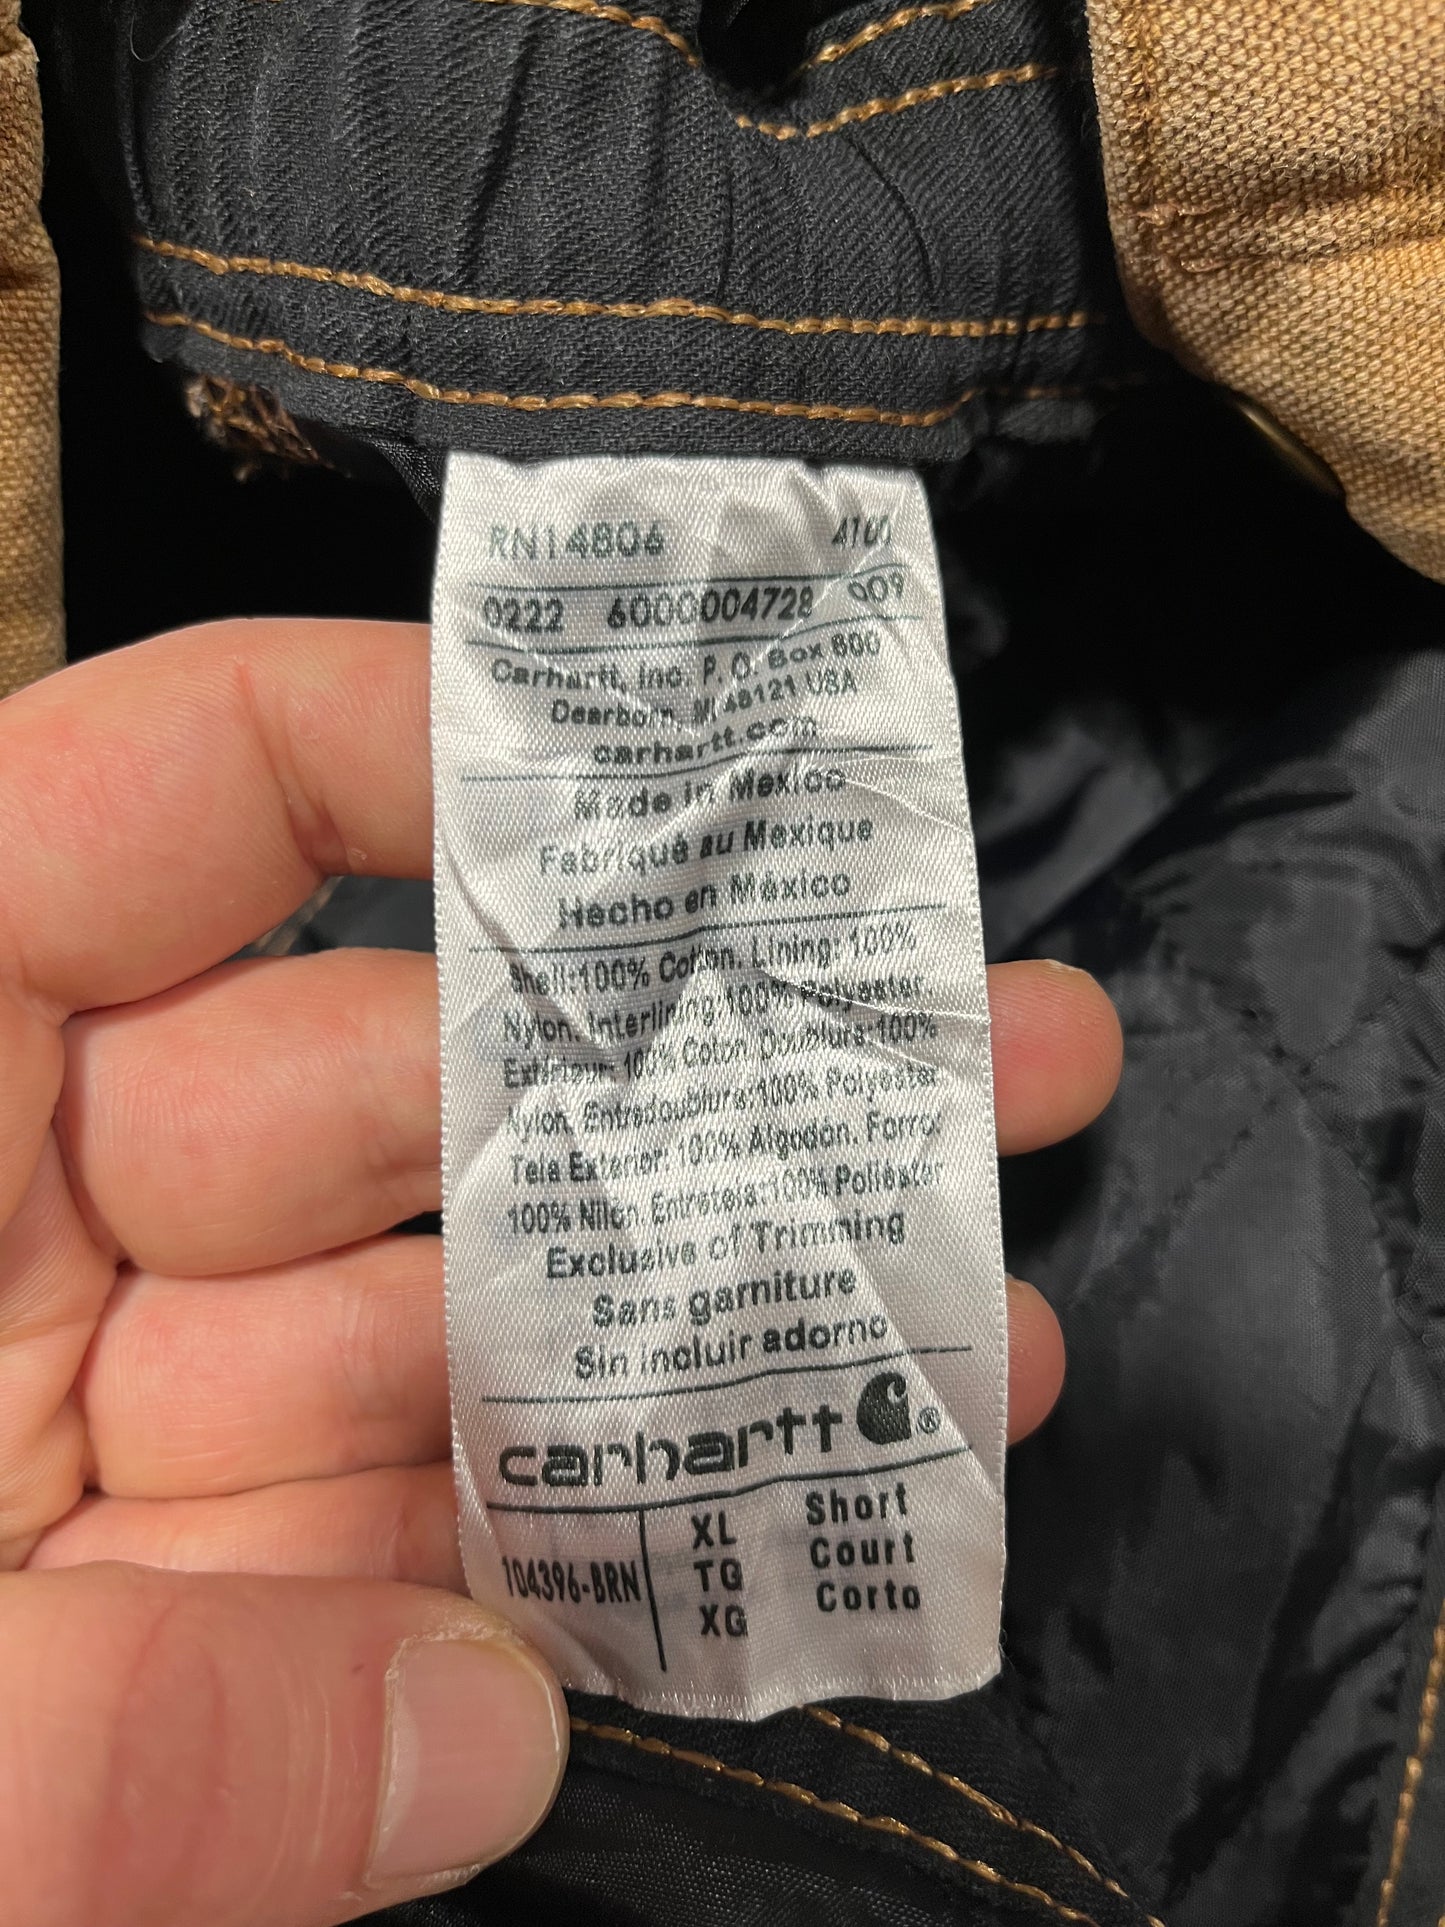 RN14806
0222 6000004728 009
Carhartt, Inc. P. O. Box 600
Dearborn, MI 48121 USA
carhartt.com
Made in Mexico
Fabriqué au Mexique
Hecho en México
Shell:100% Cotton. Lining: 100%
Nylon. Interlining:100% Polyester.
Extérieur: 100% Coton. Doublure:100%
Nylon. Entredoublure:100% Polyester
Tela Exterior: 100% Algodón. Forro:
100% Nilon. Entretela:100% Poliéster
Exclusive of Trimming
Sans garniture
Sin incluir adorno
carhartt ®
104396-BRN XL Short
TG Court
XG Corto